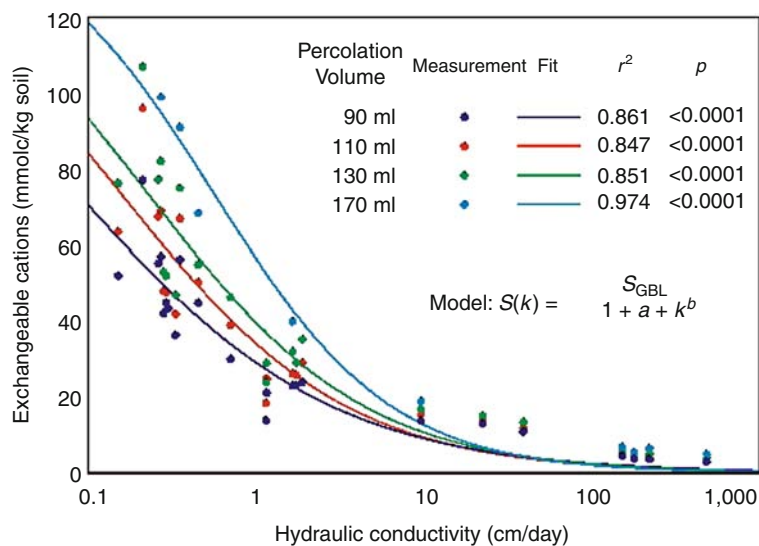 120
100
80
60
40
20
0
Exchangeable cations (mmolc/kg soil)
Percolation Volume Measurement Fit r² p
90 ml 0.861 <0.0001
110 ml 0.847 <0.0001
130 ml 0.851 <0.0001
170 ml 0.974 <0.0001
Model: S(k) = S_GBL / 1 + a + k^b
0.1 1 10 100 1,000
Hydraulic conductivity (cm/day)